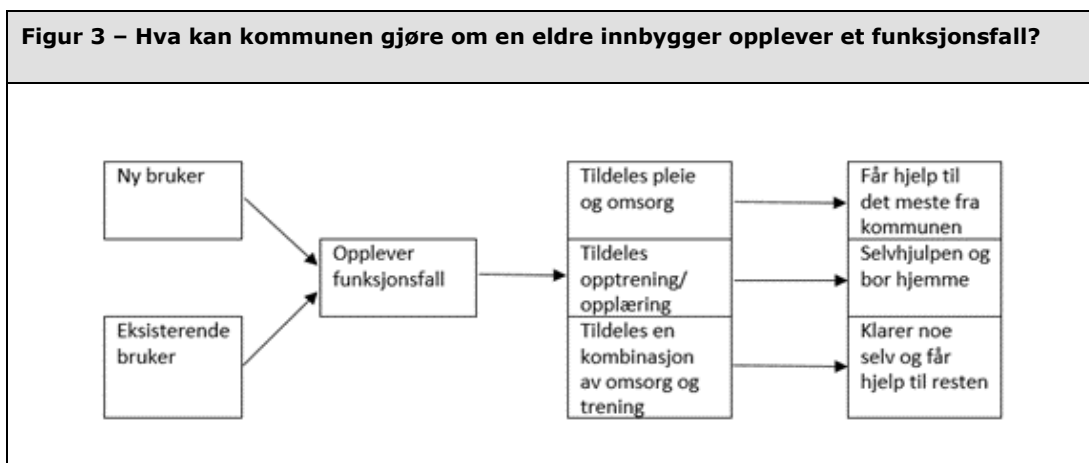 Figur 3 – Hva kan kommunen gjøre om en eldre innbygger opplever et funksjonsfall?
Ny bruker
Eksisterende
bruker
Opplever
funksjonsfall
Tildeles pleie
og omsorg
Tildeles
opptrening/
opplæring
Tildeles en
kombinasjon
av omsorg og
trening
Får hjelp til
det meste fra
kommunen
Selvhjulpen og
bor hjemme
Klarer noe
selv og får
hjelp til resten